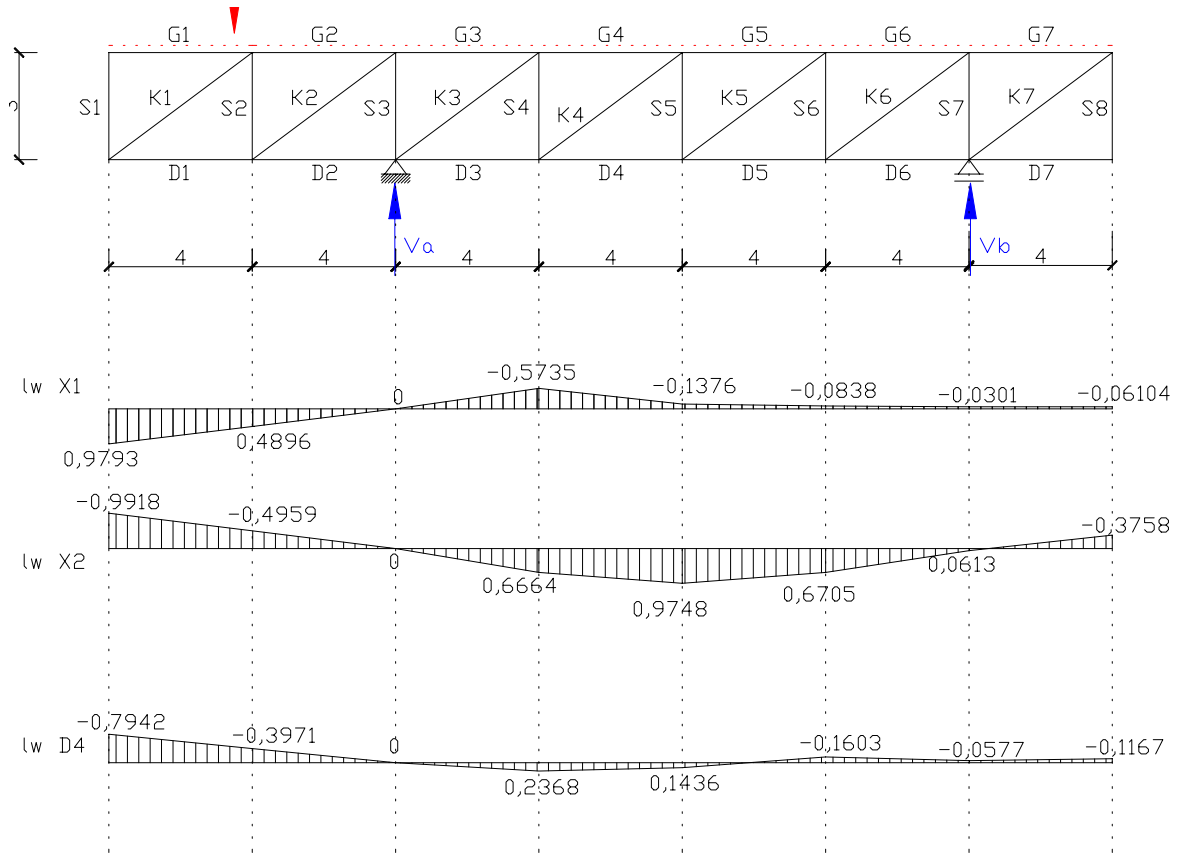 G1 G2 G3 G4 G5 G6 G7
S1 K1 S2 K2 S3 K3 S4 K4 S5 K5 S6 K6 S7 K7 S8
D1 D2 D3 D4 D5 D6 D7
Va Vb
4 4 4 4 4 4 4
lw X1
0,9793 0,4896 0 -0,5735 -0,1376 -0,0838 -0,0301 -0,06104
lw X2
-0,9918 -0,4959 0 0,6664 0,9748 0,6705 0,0613 -0,3758
lw D4
-0,7942 -0,3971 0 0,2368 0,1436 -0,1603 -0,0577 -0,1167